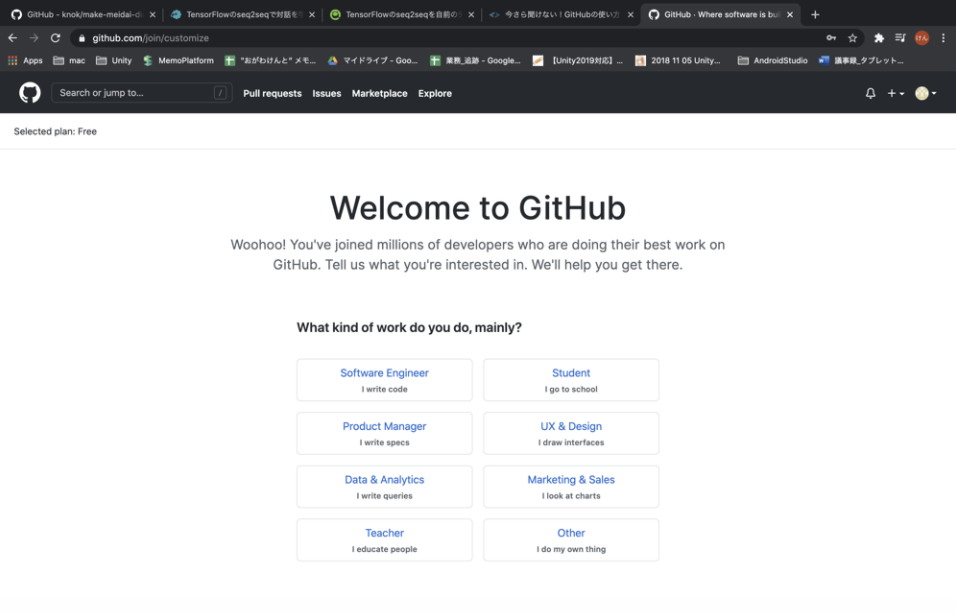 GitHub - knok/make-meidai-di
TensorFlowのseq2seqで対話を
TensorFlowのseq2seqを自前の
今さら聞けない！GitHubの使い方
GitHub · Where software is bui
github.com/join/customize
けん
Apps
mac
Unity
MemoPlatform
"おがわけんと" メモ...
マイドライブ - Goo...
業務_追跡 - Google...
【Unity2019対応】...
2018 11 05 Unity...
AndroidStudio
議事録_タブレット...
Search or jump to... /
Pull requests
Issues
Marketplace
Explore
Selected plan: Free
Welcome to GitHub
Woohoo! You've joined millions of developers who are doing their best work on
GitHub. Tell us what you're interested in. We'll help you get there.
What kind of work do you do, mainly?
Software Engineer
I write code
Student
I go to school
Product Manager
I write specs
UX & Design
I draw interfaces
Data & Analytics
I write queries
Marketing & Sales
I look at charts
Teacher
I educate people
Other
I do my own thing